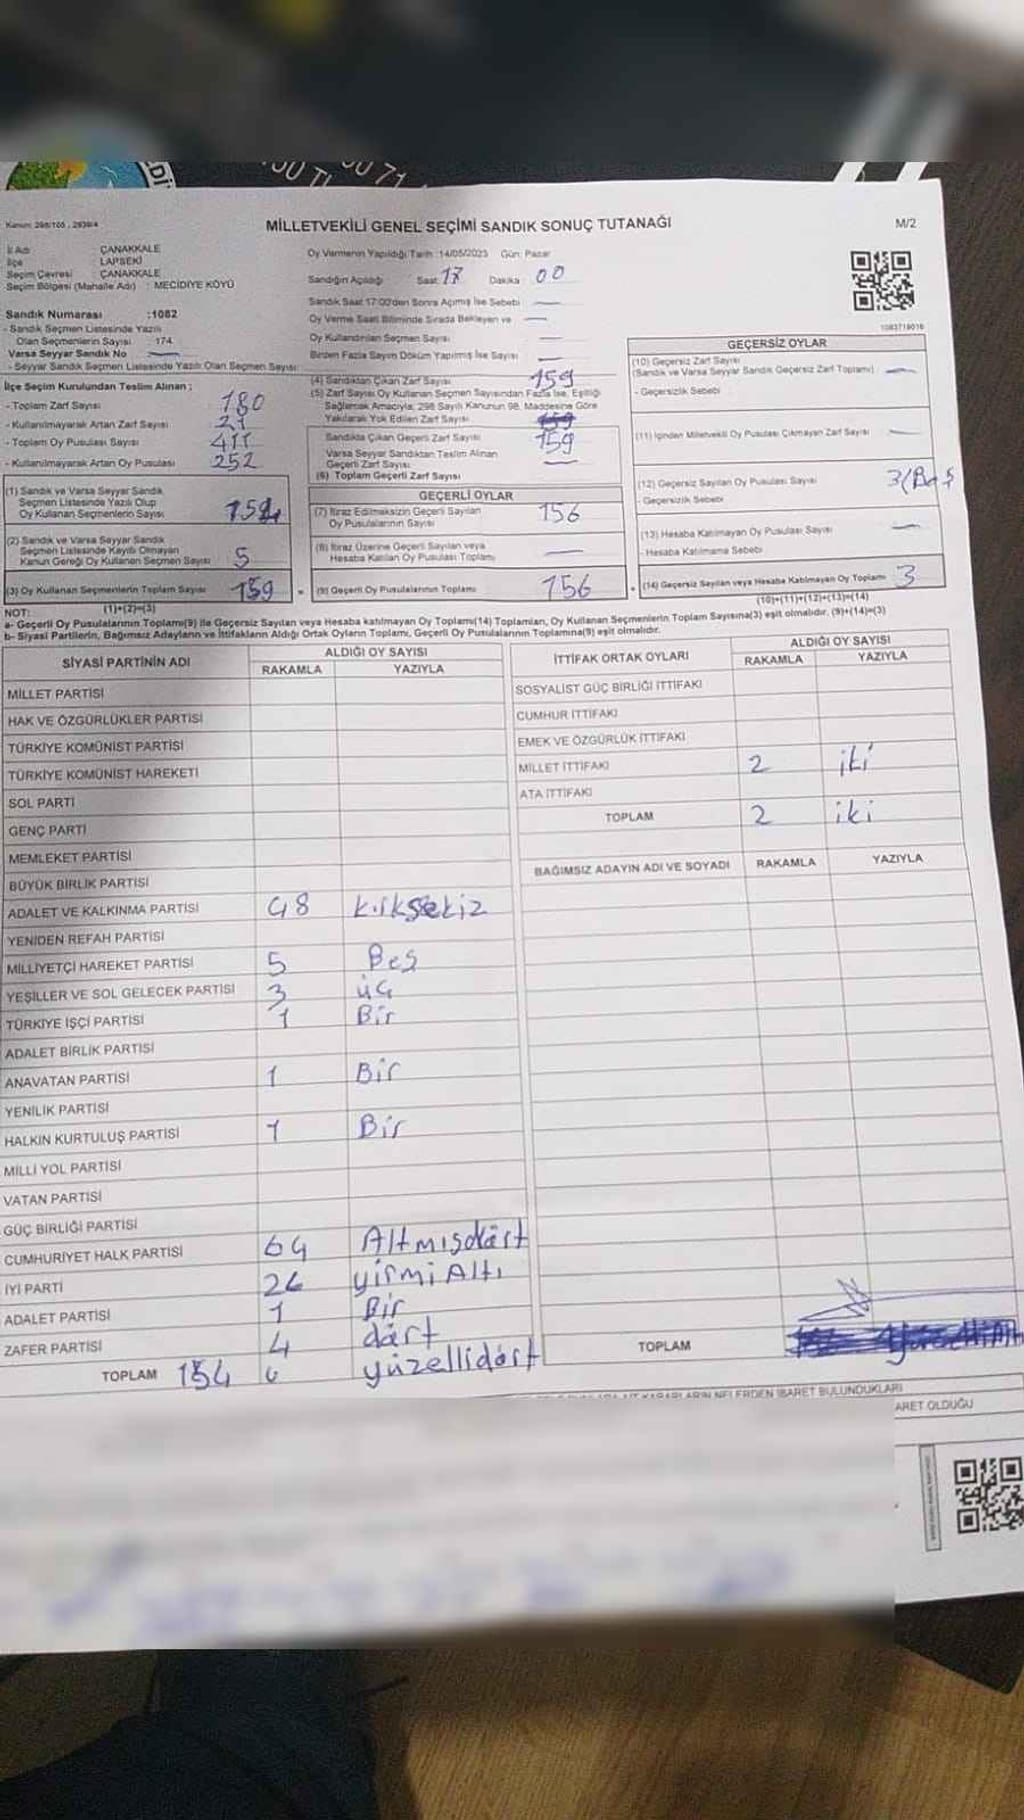 MİLLETVEKİLİ GENEL SEÇİMİ SANDIK SONUÇ TUTANAĞI
M/2
İl Adı ÇANAKKALE
İlçe LAPSEKİ
Seçim Çevresi : ÇANAKKALE
Seçim Bölgesi (Mahalle Adı) : MECİDİYE KÖYÜ
Sandık Numarası :1082
- Sandık Seçmen Listesinde Yazılı
Olan Seçmenlerin Sayısı 174
Varsa Seyyar Sandık No —
- Seyyar Sandık Seçmen Listesinde Yazılı Olan Seçmen Sayısı:
Oy Vermenin Yapıldığı Tarih :14/05/2023 Gün: Pazar
Sandığın Açıldığı Saat: 17 Dakika : 00
Sandık Saat 17:00'den Sonra Açılmış İse Sebebi —
Oy Verme Saati Bitiminde Sırada Bekleyen ve —
Oy Kullandırılan Seçmen Sayısı —
Birden Fazla Sayım Döküm Yapılmış İse Sayısı —
1083719016
İlçe Seçim Kurulundan Teslim Alınan ;
- Toplam Zarf Sayısı 180
- Kullanılmayarak Artan Zarf Sayısı 21
- Toplam Oy Pusulası Sayısı 411
- Kullanılmayarak Artan Oy Pusulası 252
(1) Sandık ve Varsa Seyyar Sandık
Seçmen Listesinde Yazılı Olup
Oy Kullanan Seçmenlerin Sayısı 154
(2) Sandık ve Varsa Seyyar Sandık
Seçmen Listesinde Kayıtlı Olmayan
Kanun Gereği Oy Kullanan Seçmen Sayısı 5
(3) Oy Kullanan Seçmenlerin Toplam Sayısı 159
(1)+(2)=(3)
(4) Sandıktan Çıkan Zarf Sayısı 159
(5) Zarf Sayısı Oy Kullanan Seçmen Sayısından Fazla İse, Eşitliği
Sağlamak Amacıyla; 298 Sayılı Kanunun 98. Maddesine Göre
Yakılarak Yok Edilen Zarf Sayısı
Sandıkta Çıkan Geçerli Zarf Sayısı 159
Varsa Seyyar Sandıktan Teslim Alınan
Geçerli Zarf Sayısı —
(6) Toplam Geçerli Zarf Sayısı
GEÇERLİ OYLAR
(7) İtiraz Edilmeksizin Geçerli Sayılan
Oy Pusulalarının Sayısı 156
(8) İtiraz Üzerine Geçerli Sayılan veya
Hesaba Katılan Oy Pusulası Toplamı —
(9) Geçerli Oy Pusulalarının Toplamı 156
GEÇERSİZ OYLAR
(10) Geçersiz Zarf Sayısı
(Sandık ve Varsa Seyyar Sandık Geçersiz Zarf Toplamı) —
- Geçersizlik Sebebi
(11) İçinden Milletvekili Oy Pusulası Çıkmayan Zarf Sayısı —
(12) Geçersiz Sayılan Oy Pusulası Sayısı 3
- Geçersizlik Sebebi
(13) Hesaba Katılmayan Oy Pusulası Sayısı —
- Hesaba Katılmama Sebebi
(14) Geçersiz Sayılan veya Hesaba Katılmayan Oy Toplamı 3
(10)+(11)+(12)+(13)=(14)
NOT:
a- Geçerli Oy Pusulalarının Toplamı(9) ile Geçersiz Sayılan veya Hesaba katılmayan Oy Toplamı(14) Toplamları, Oy Kullanan Seçmenlerin Toplam Sayısına(3) eşit olmalıdır. (9)+(14)=(3)
b- Siyasi Partilerin, Bağımsız Adayların ve İttifakların Aldığı Ortak Oyların Toplamı, Geçerli Oy Pusulalarının Toplamına(9) eşit olmalıdır.
SİYASİ PARTİNİN ADI ALDIĞI OY SAYISI
RAKAMLA YAZIYLA
MİLLET PARTİSİ
HAK VE ÖZGÜRLÜKLER PARTİSİ
TÜRKİYE KOMÜNİST PARTİSİ
TÜRKİYE KOMÜNİST HAREKETİ
SOL PARTİ
GENÇ PARTİ
MEMLEKET PARTİSİ
BÜYÜK BİRLİK PARTİSİ
ADALET VE KALKINMA PARTİSİ 48 Kırksekiz
YENİDEN REFAH PARTİSİ
MİLLİYETÇİ HAREKET PARTİSİ 5 Beş
YEŞİLLER VE SOL GELECEK PARTİSİ 3 üç
TÜRKİYE İŞÇİ PARTİSİ 1 Bir
ADALET BİRLİK PARTİSİ
ANAVATAN PARTİSİ 1 Bir
YENİLİK PARTİSİ
HALKIN KURTULUŞ PARTİSİ 1 Bir
MİLLİ YOL PARTİSİ
VATAN PARTİSİ
GÜÇ BİRLİĞİ PARTİSİ
CUMHURİYET HALK PARTİSİ 64 Altmışdört
İYİ PARTİ 26 yirmiAltı
ADALET PARTİSİ 1 Bir
ZAFER PARTİSİ 4 dört
TOPLAM 154 yüzellidört
İTTİFAK ORTAK OYLARI ALDIĞI OY SAYISI
RAKAMLA YAZIYLA
SOSYALİST GÜÇ BİRLİĞİ İTTİFAKI
CUMHUR İTTİFAKI
EMEK VE ÖZGÜRLÜK İTTİFAKI
MİLLET İTTİFAKI 2 iki
ATA İTTİFAKI
TOPLAM 2 iki
BAĞIMSIZ ADAYIN ADI VE SOYADI RAKAMLA YAZIYLA
TOPLAM
ARET OLDUĞU